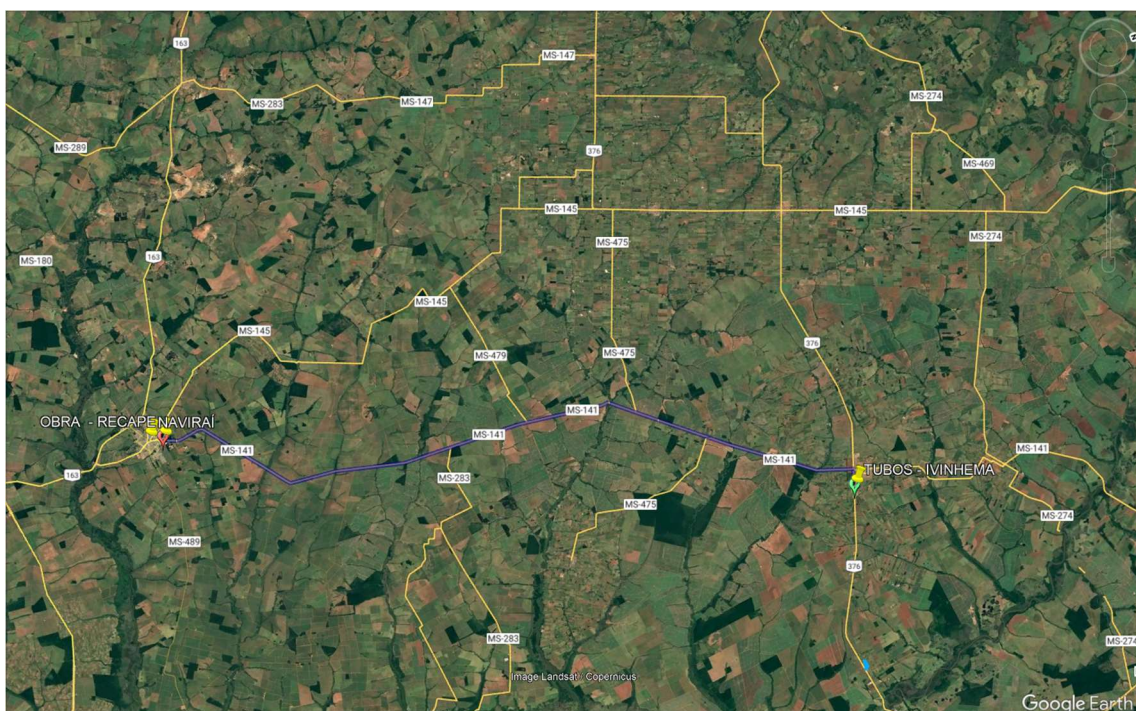 163
MS-147
MS-283
MS-147
MS-274
MS-289
376
MS-469
MS-145
MS-145
MS-475
MS-274
163
MS-180
MS-145
MS-145
376
MS-479
MS-475
MS-141
OBRA - RECAPE NAVIRAÍ
MS-141
MS-141
MS-141
MS-141
TUBOS - IVINHEMA
163
MS-283
MS-475
MS-274
MS-489
376
MS-283
MS-274
Image Landsat / Copernicus
Google Earth